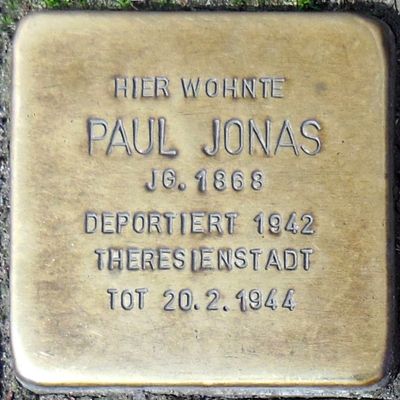 HIER WOHNTE
PAUL JONAS
JG. 1868
DEPORTIERT 1942
THERESIENSTADT
TOT 20.2.1944